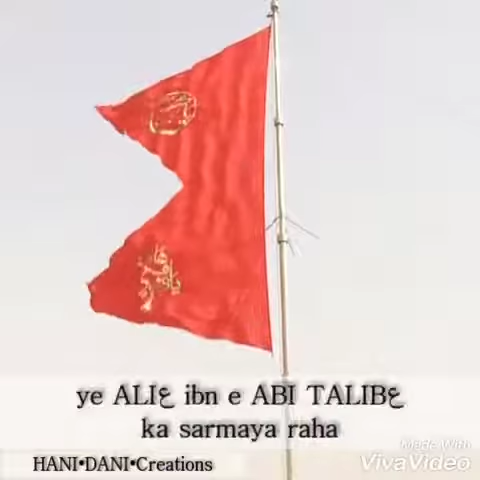 ye ALIع ibn e ABI TALIBع
ka sarmaya raha
HANI•DANI•Creations
Made With
VivaVideo